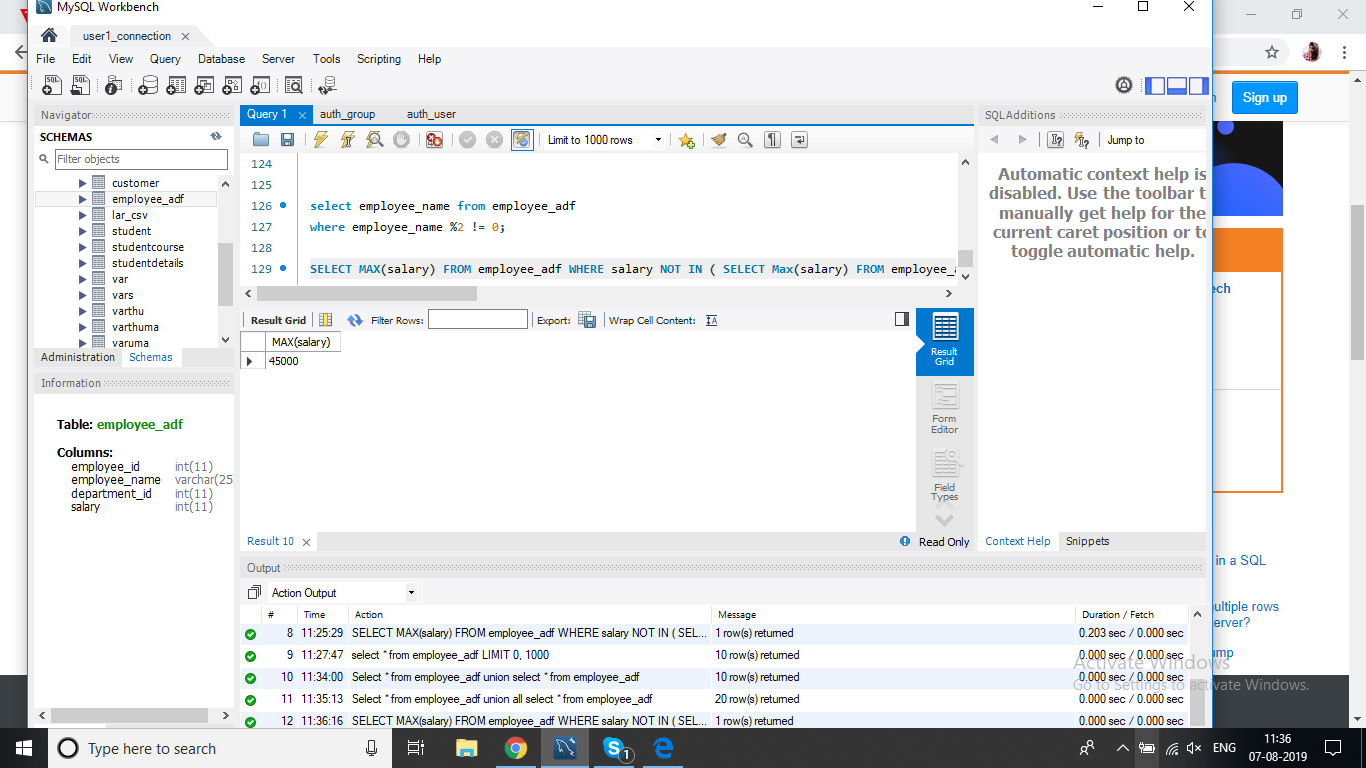 MySQL Workbench
user1_connection
File Edit View Query Database Server Tools Scripting Help
Sign up
Navigator
SCHEMAS
Filter objects
customer
employee_adf
lar_csv
student
studentcourse
studentdetails
var
vars
varthu
varthuma
varuma
Administration Schemas
Information
Table: employee_adf
Columns:
employee_id int(11)
employee_name varchar(25
department_id int(11)
salary int(11)
Query 1 auth_group auth_user
Limit to 1000 rows
124
125
126 select employee_name from employee_adf
127 where employee_name %2 != 0;
128
129 SELECT MAX(salary) FROM employee_adf WHERE salary NOT IN ( SELECT Max(salary) FROM employee_a
Result Grid Filter Rows: Export: Wrap Cell Content:
MAX(salary)
45000
Result Grid
Form Editor
Field Types
Result 10 Read Only
SQLAdditions
Jump to
Automatic context help is
disabled. Use the toolbar t
manually get help for the
current caret position or to
toggle automatic help.
Context Help Snippets
Output
Action Output
# Time Action Message Duration / Fetch
8 11:25:29 SELECT MAX(salary) FROM employee_adf WHERE salary NOT IN ( SEL... 1 row(s) returned 0.203 sec / 0.000 sec
9 11:27:47 select * from employee_adf LIMIT 0, 1000 10 row(s) returned 0.000 sec / 0.000 sec
10 11:34:00 Select * from employee_adf union select * from employee_adf 10 row(s) returned 0.000 sec / 0.000 sec
11 11:35:13 Select * from employee_adf union all select * from employee_adf 20 row(s) returned 0.000 sec / 0.000 sec
12 11:36:16 SELECT MAX(salary) FROM employee_adf WHERE salary NOT IN ( SEL... 1 row(s) returned 0.000 sec / 0.000 sec
ech
in a SQL
ultiple rows
erver?
ump
Activate Windows
Go to Settings to activate Windows.
Type here to search
1
ENG
11:36
07-08-2019